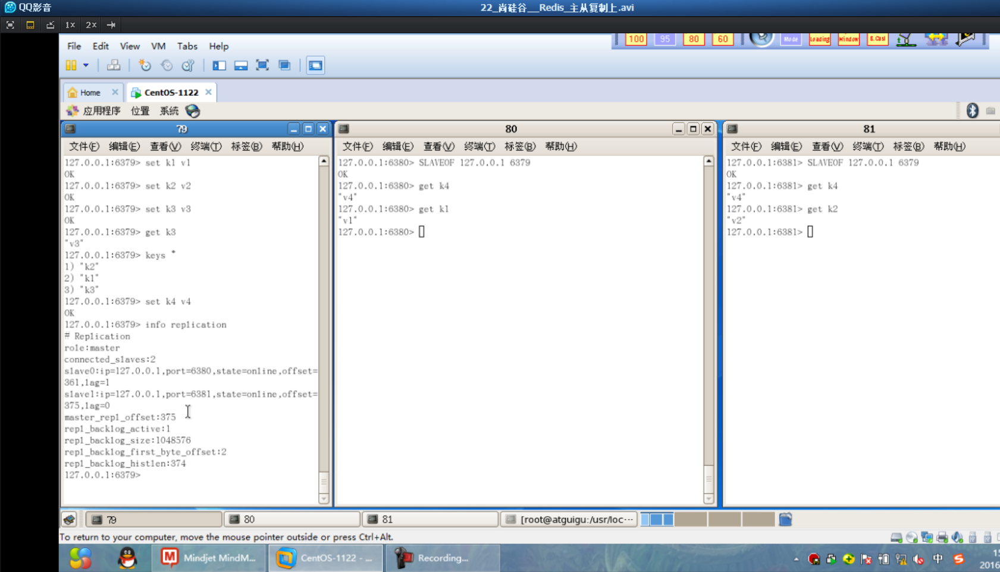 QQ影音
22_尚硅谷__Redis_主从复制上.avi
1x 2x
File Edit View VM Tabs Help
100 95 80 60 Mode Loading Window B.Cast
Home CentOS-1122
应用程序 位置 系统
79
文件(F) 编辑(E) 查看(V) 终端(T) 标签(B) 帮助(H)
127.0.0.1:6379> set k1 v1
OK
127.0.0.1:6379> set k2 v2
OK
127.0.0.1:6379> set k3 v3
OK
127.0.0.1:6379> get k3
"v3"
127.0.0.1:6379> keys *
1) "k2"
2) "k1"
3) "k3"
127.0.0.1:6379> set k4 v4
OK
127.0.0.1:6379> info replication
# Replication
role:master
connected_slaves:2
slave0:ip=127.0.0.1,port=6380,state=online,offset=
361,lag=1
slave1:ip=127.0.0.1,port=6381,state=online,offset=
375,lag=0
master_repl_offset:375
repl_backlog_active:1
repl_backlog_size:1048576
repl_backlog_first_byte_offset:2
repl_backlog_histlen:374
127.0.0.1:6379>
80
文件(F) 编辑(E) 查看(V) 终端(T) 标签(B) 帮助(H)
127.0.0.1:6380> SLAVEOF 127.0.0.1 6379
OK
127.0.0.1:6380> get k4
"v4"
127.0.0.1:6380> get k1
"v1"
127.0.0.1:6380>
81
文件(F) 编辑(E) 查看(V) 终端(T) 标签(B) 帮助(H)
127.0.0.1:6381> SLAVEOF 127.0.0.1 6379
OK
127.0.0.1:6381> get k4
"v4"
127.0.0.1:6381> get k2
"v2"
127.0.0.1:6381>
79 80 81 [root@atguigu:/usr/loc···
To return to your computer, move the mouse pointer outside or press Ctrl+Alt.
Mindjet MindM... CentOS-1122 - ... Recording... 中
2016